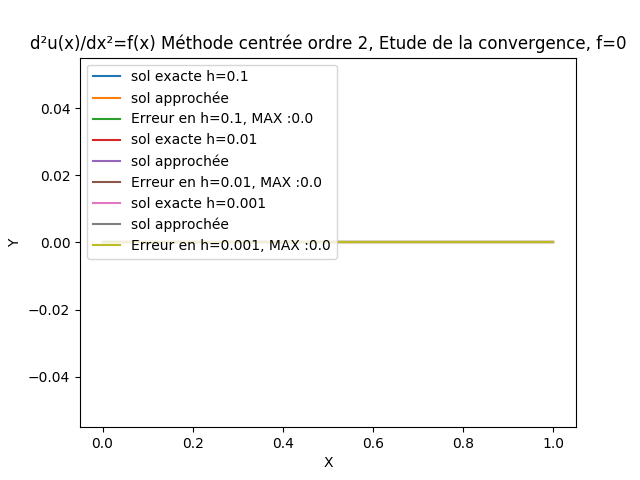 d²u(x)/dx²=f(x) Méthode centrée ordre 2, Etude de la convergence, f=0
sol exacte h=0.1
sol approchée
Erreur en h=0.1, MAX :0.0
sol exacte h=0.01
sol approchée
Erreur en h=0.01, MAX :0.0
sol exacte h=0.001
sol approchée
Erreur en h=0.001, MAX :0.0
0.04
0.02
0.00
−0.02
−0.04
Y
0.0 0.2 0.4 0.6 0.8 1.0
X